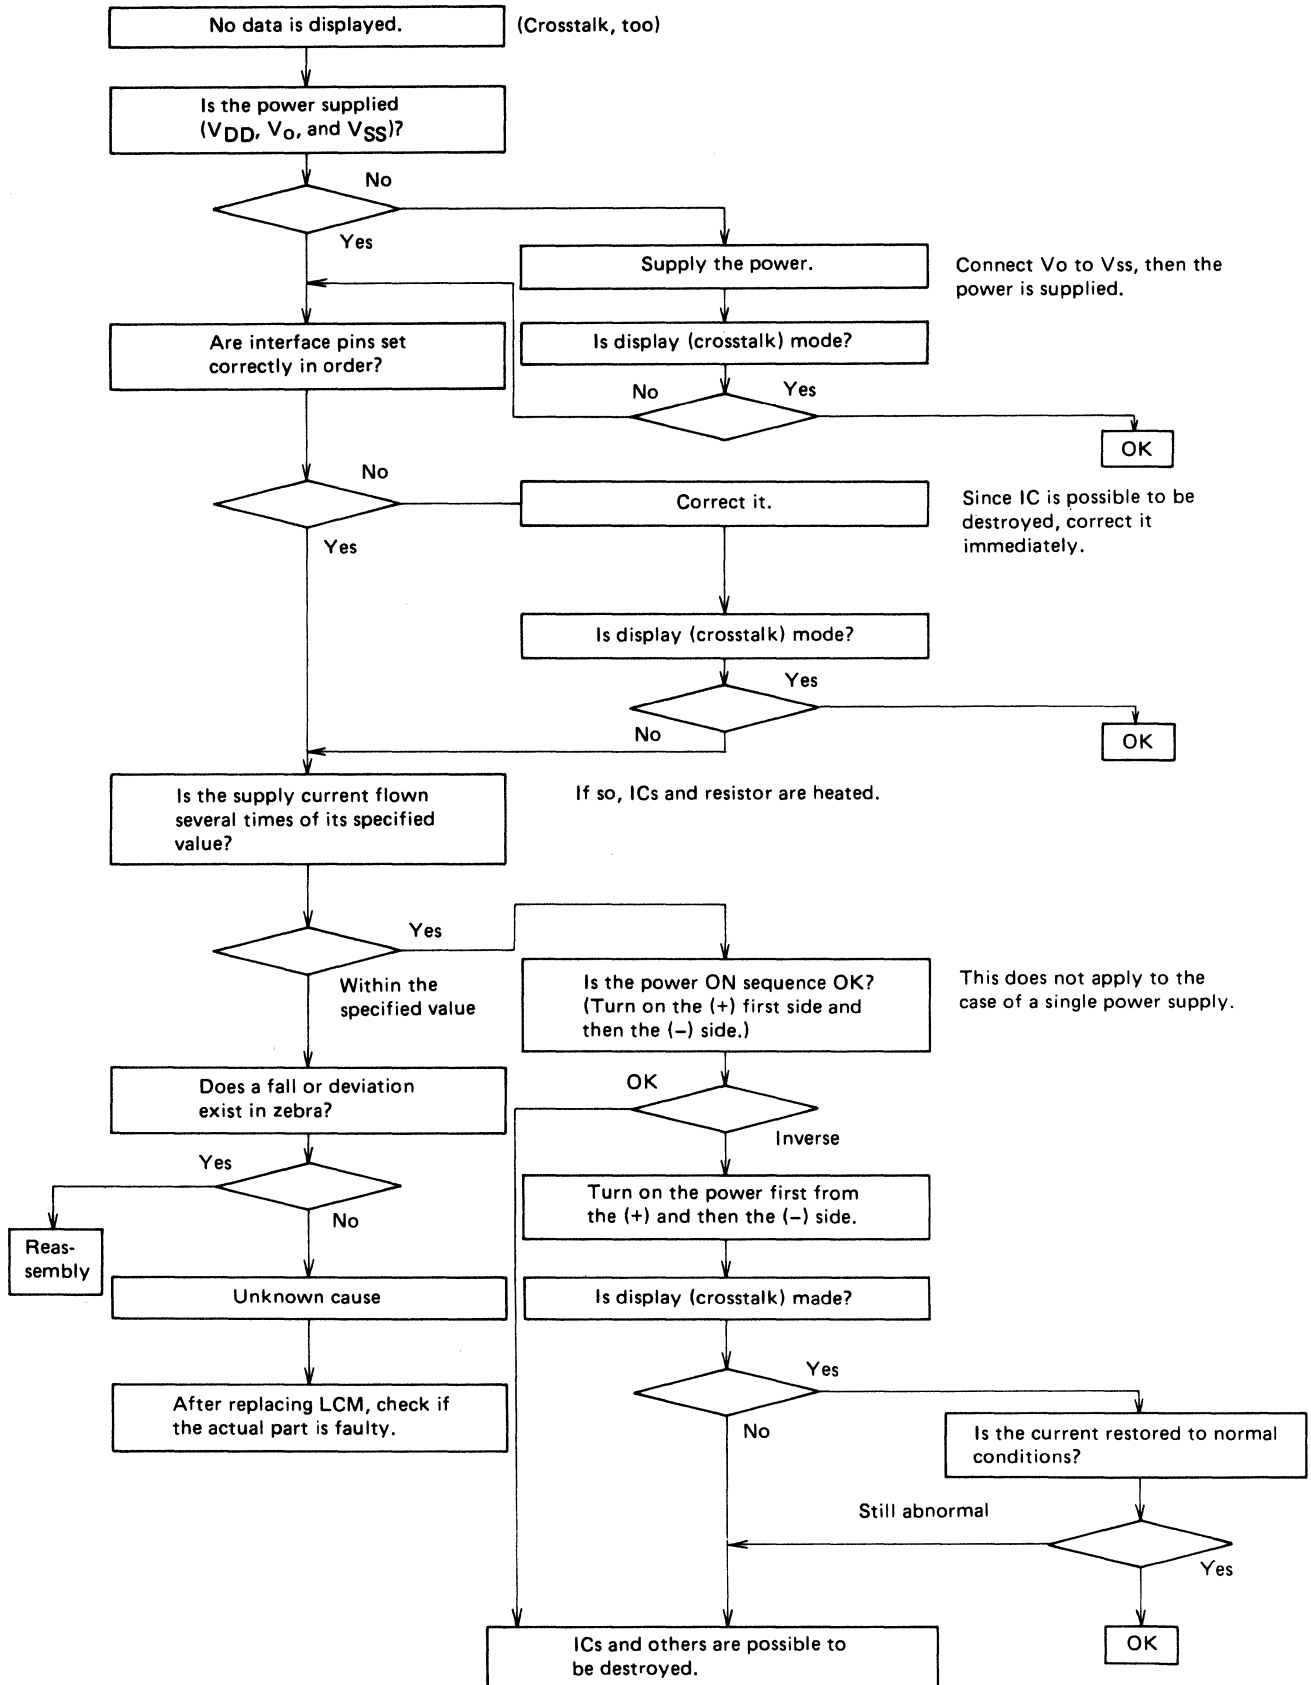 No data is displayed.
(Crosstalk, too)
Is the power supplied
(VDD, Vo, and VSS)?
No
Yes
Supply the power.
Connect Vo to Vss, then the
power is supplied.
Are interface pins set
correctly in order?
Is display (crosstalk) mode?
No
Yes
OK
No
Yes
Correct it.
Since IC is possible to be
destroyed, correct it
immediately.
Is display (crosstalk) mode?
Yes
No
OK
Is the supply current flown
several times of its specified
value?
If so, ICs and resistor are heated.
Yes
Within the
specified value
Is the power ON sequence OK?
(Turn on the (+) first side and
then the (−) side.)
This does not apply to the
case of a single power supply.
Does a fall or deviation
exist in zebra?
OK
Inverse
Yes
No
Reas-
sembly
Turn on the power first from
the (+) and then the (−) side.
Unknown cause
Is display (crosstalk) made?
After replacing LCM, check if
the actual part is faulty.
Yes
No
Is the current restored to normal
conditions?
Still abnormal
Yes
OK
ICs and others are possible to
be destroyed.